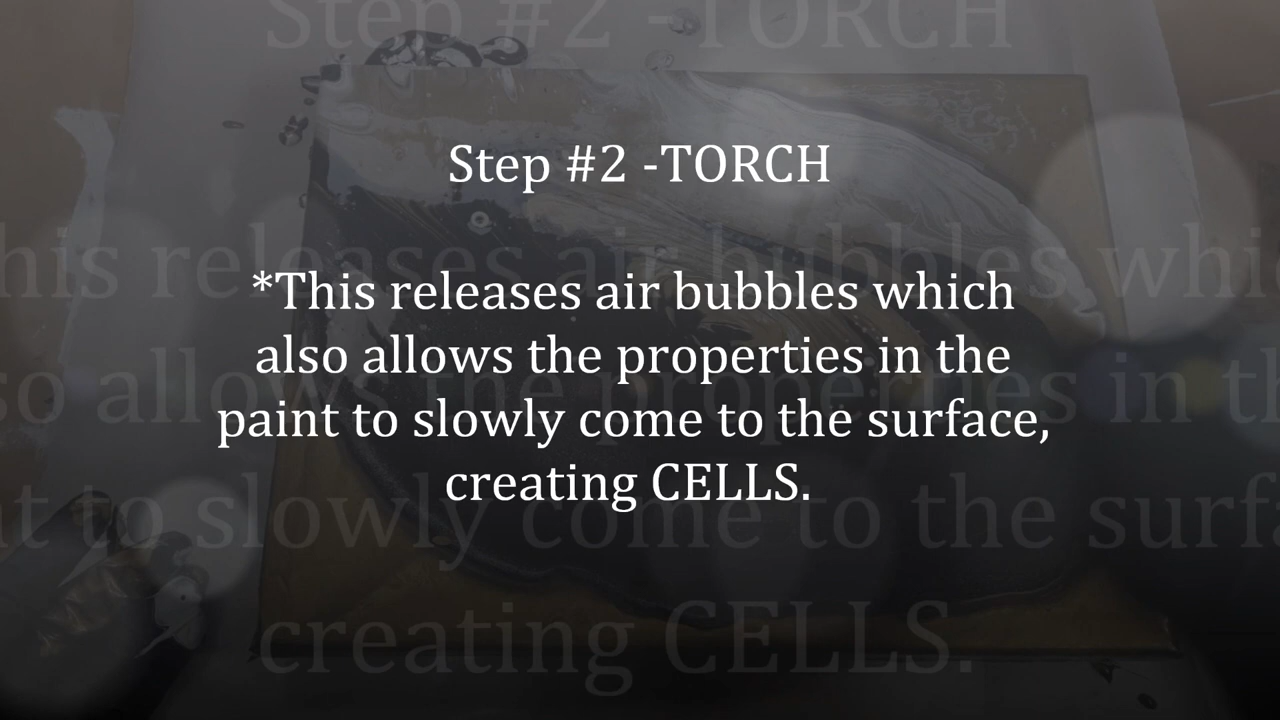 Step #2 -TORCH
*This releases air bubbles which
also allows the properties in the
paint to slowly come to the surface,
creating CELLS.